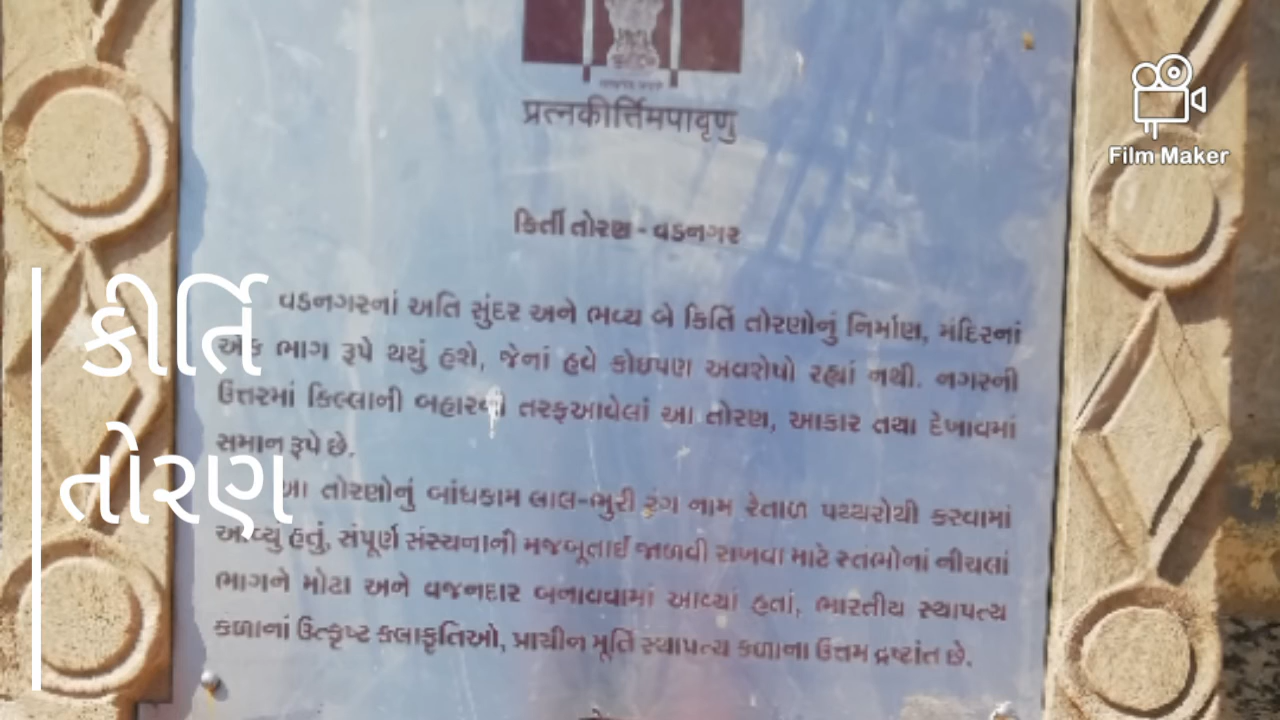 प्रत्नकीर्त्तिमपावृणु
Film Maker
કિર્તી તોરણ - વડનગર
કીર્તિ
તોરણ
વડનગરનાં અતિ સુંદર અને ભવ્ય બે કિર્તિ તોરણોનું નિર્માણ, મંદિરનાં
એક ભાગ રૂપે થયું હશે, જેનાં હવે કોઇપણ અવશેષો રહ્યાં નથી. નગરની
ઉત્તરમાં કિલ્લાની બહારની તરફઆવેલાં આ તોરણ, આકાર તથા દેખાવમાં
સમાન રૂપે છે.
આ તોરણોનું બાંધકામ લાલ-ભુરી રંગ નામ રેતાળ પથ્થરોથી કરવામાં
આવ્યું હતું, સંપૂર્ણ સંસ્થનાની મજબૂતાઈ જાળવી રાખવા માટે સ્તભોનાં નીચલાં
ભાગને મોટા અને વજનદાર બનાવવામાં આવ્યાં હતાં, ભારતીય સ્થાપત્ય
કળાનાં ઉત્કૃષ્ટ કલાકૃતિઓ, પ્રાચીન મૂર્તિ સ્થાપત્ય કળાના ઉત્તમ દ્રષ્ટાંત છે.